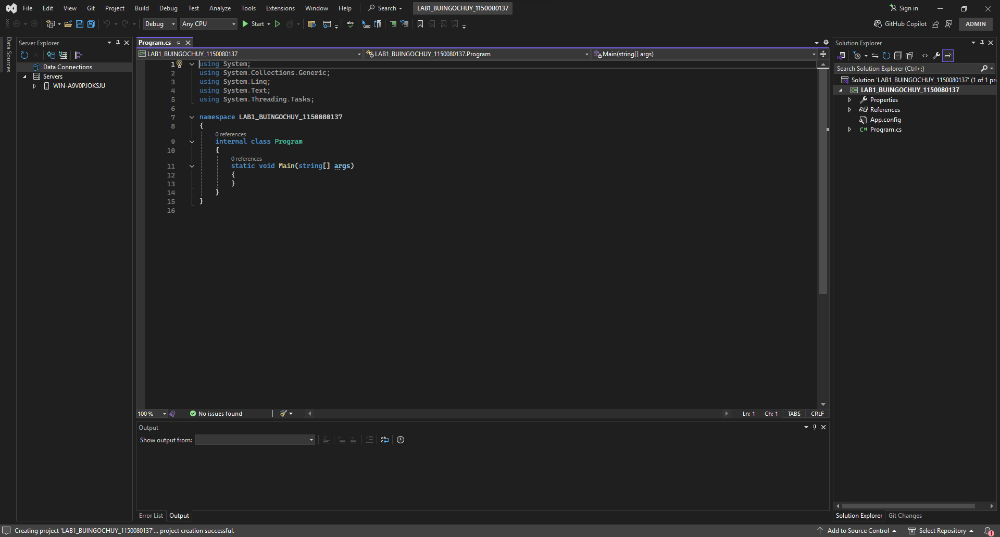 File Edit View Git Project Build Debug Test Analyze Tools Extensions Window Help Search LAB1_BUINGOCHUY_1150080137 Sign in
Debug Any CPU Start GitHub Copilot ADMIN
Data Sources
Server Explorer
Data Connections
Servers
WIN-A9V0PJOKSJU
Program.cs
LAB1_BUINGOCHUY_1150080137 LAB1_BUINGOCHUY_1150080137.Program Main(string[] args)
1 using System;
2 using System.Collections.Generic;
3 using System.Linq;
4 using System.Text;
5 using System.Threading.Tasks;
6
7 namespace LAB1_BUINGOCHUY_1150080137
8 {
0 references
9 internal class Program
10 {
0 references
11 static void Main(string[] args)
12 {
13 }
14 }
15 }
16
100 % No issues found Ln: 1 Ch: 1 TABS CRLF
Output
Show output from:
Error List Output
Solution Explorer
Search Solution Explorer (Ctrl+;)
Solution 'LAB1_BUINGOCHUY_1150080137' (1 of 1 pr
LAB1_BUINGOCHUY_1150080137
Properties
References
App.config
Program.cs
Solution Explorer Git Changes
Creating project 'LAB1_BUINGOCHUY_1150080137'... project creation successful. Add to Source Control Select Repository 1